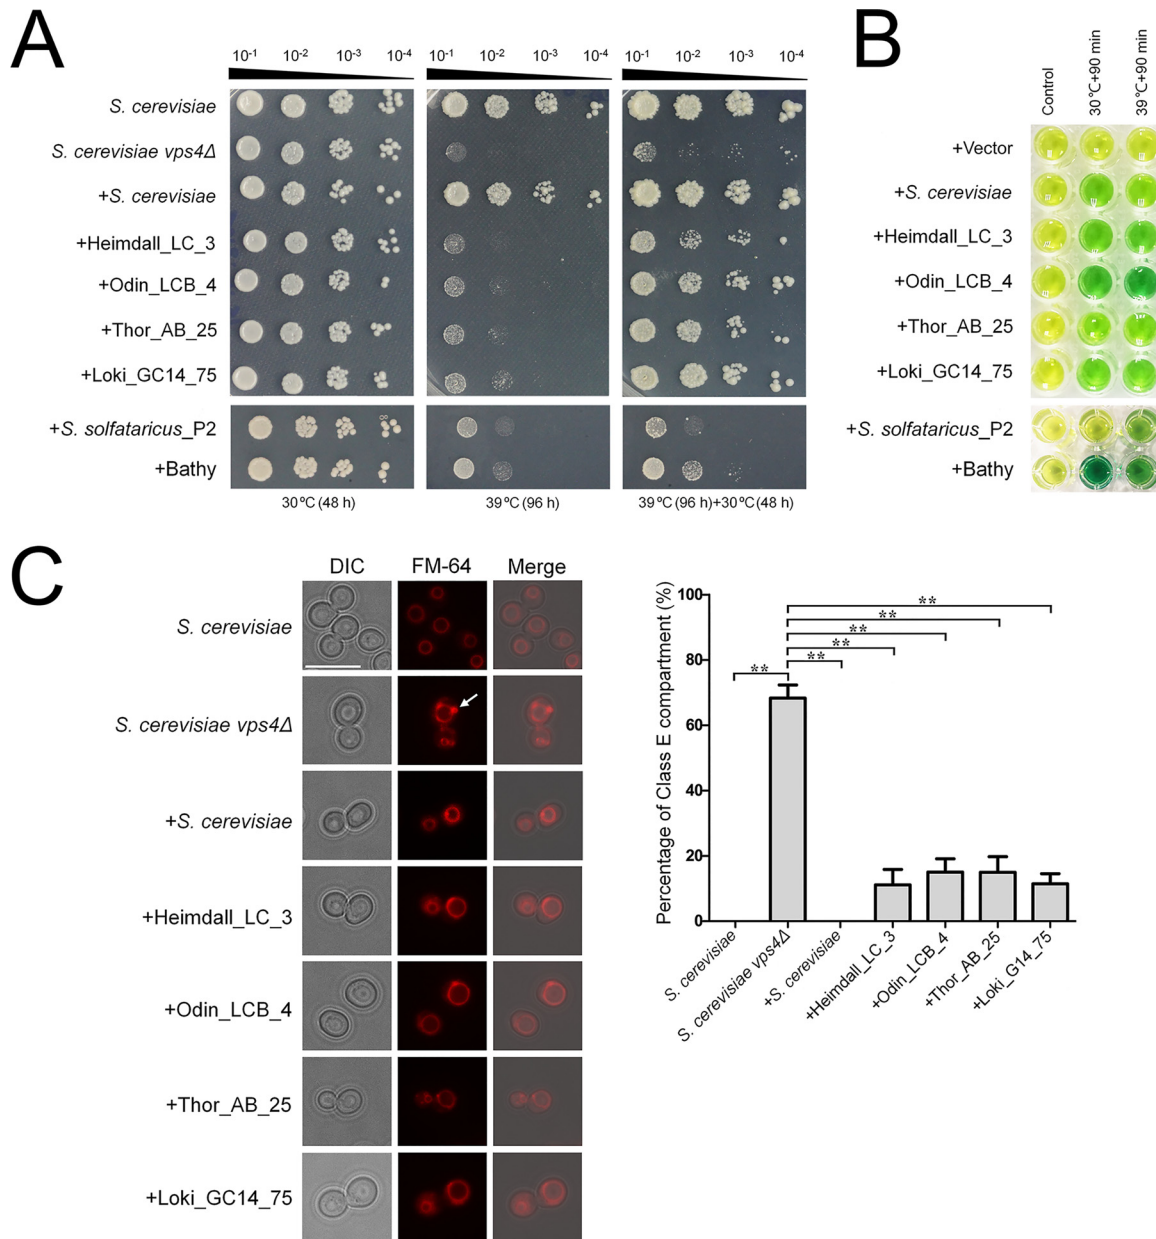 A
10-1 10-2 10-3 10-4 10-1 10-2 10-3 10-4 10-1 10-2 10-3 10-4
S. cerevisiae
S. cerevisiae vps4Δ
+S. cerevisiae
+Heimdall_LC_3
+Odin_LCB_4
+Thor_AB_25
+Loki_GC14_75
+S. solfataricus_P2
+Bathy
30℃(48 h) 39℃(96 h) 39℃(96 h)+30℃(48 h)
B
Control
30℃+90 min
39℃+90 min
+Vector
+S. cerevisiae
+Heimdall_LC_3
+Odin_LCB_4
+Thor_AB_25
+Loki_GC14_75
+S. solfataricus_P2
+Bathy
C
DIC FM-64 Merge
S. cerevisiae
S. cerevisiae vps4Δ
+S. cerevisiae
+Heimdall_LC_3
+Odin_LCB_4
+Thor_AB_25
+Loki_GC14_75
Percentage of Class E compartment (%)
100
80
60
40
20
0
**
**
**
**
**
**
S. cerevisiae
S. cerevisiae vps4Δ
+S. cerevisiae
+Heimdall_LC_3
+Odin_LCB_4
+Thor_AB_25
+Loki_G14_75